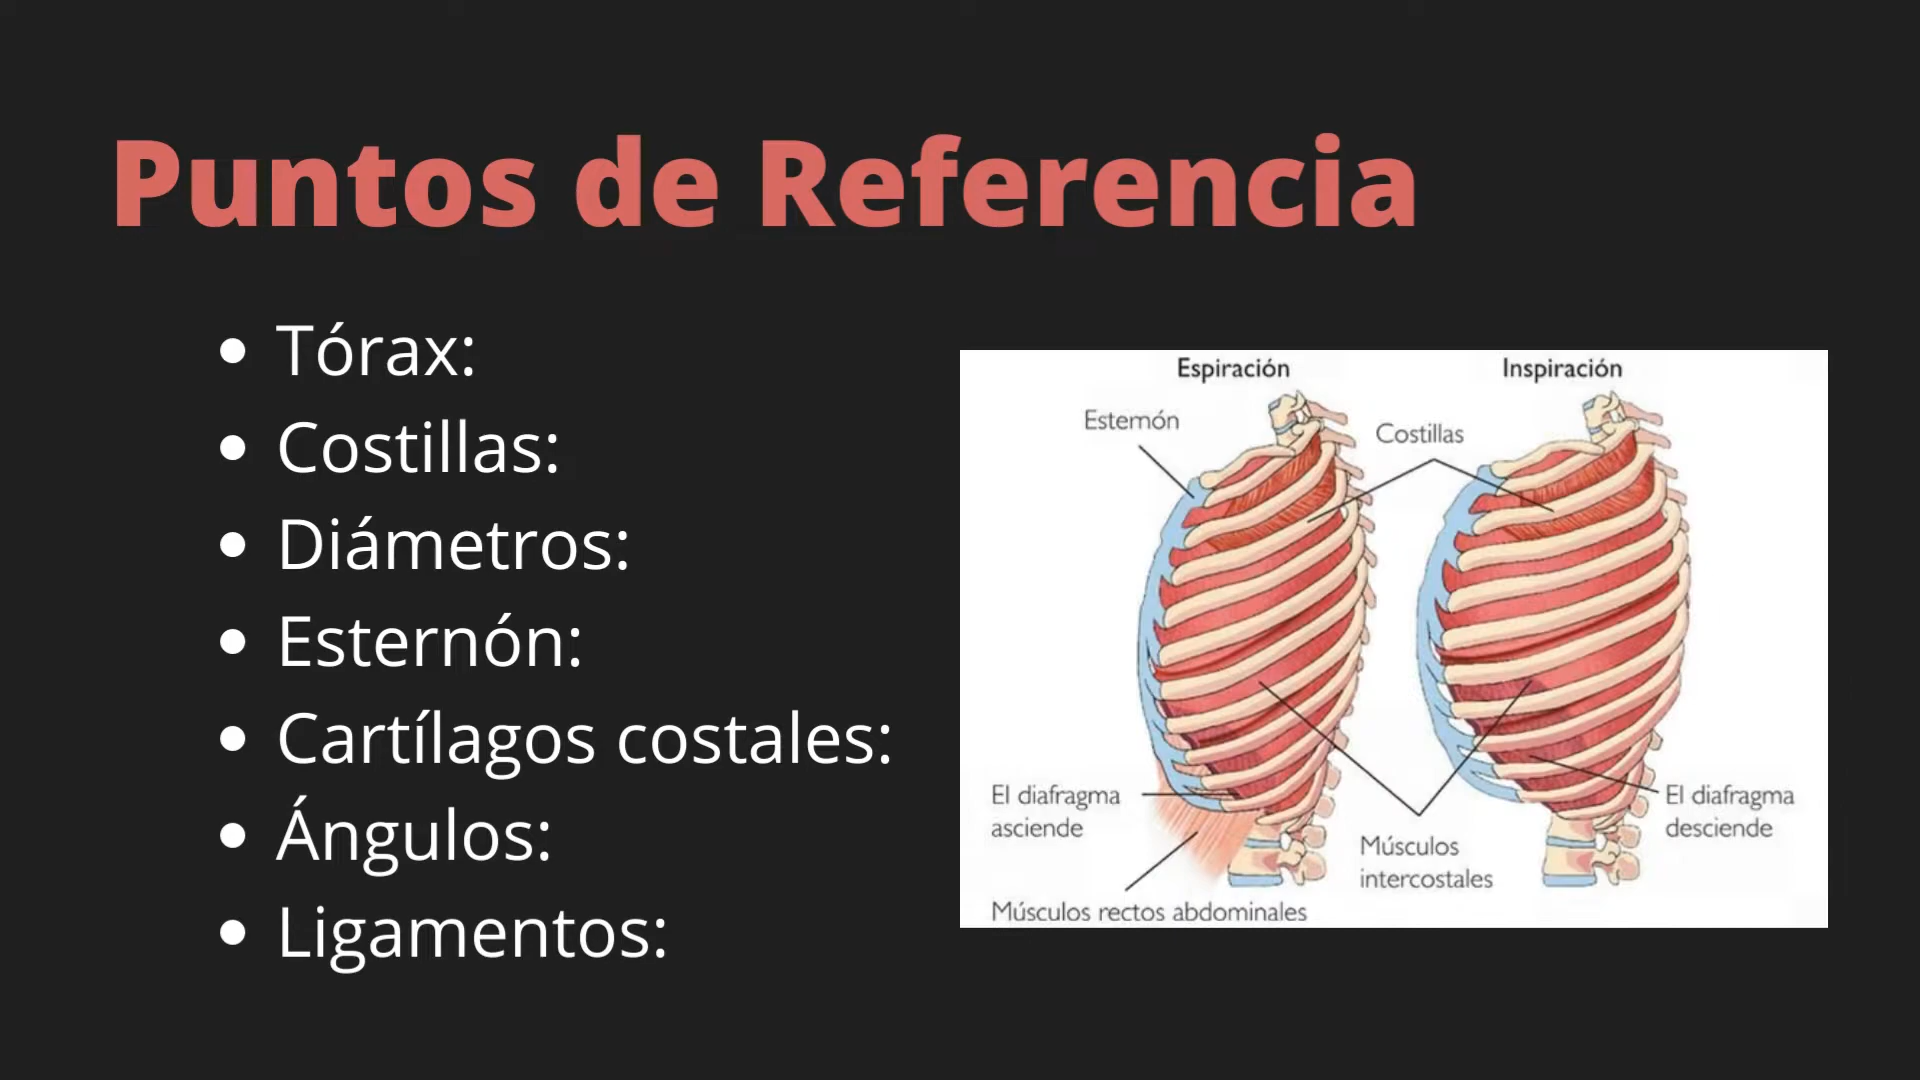 Puntos de Referencia
Tórax:
Costillas:
Diámetros:
Esternón:
Cartílagos costales:
Ángulos:
Ligamentos:
Espiración
Inspiración
Esternón
Costillas
El diafragma
asciende
Músculos rectos abdominales
Músculos
intercostales
El diafragma
desciende